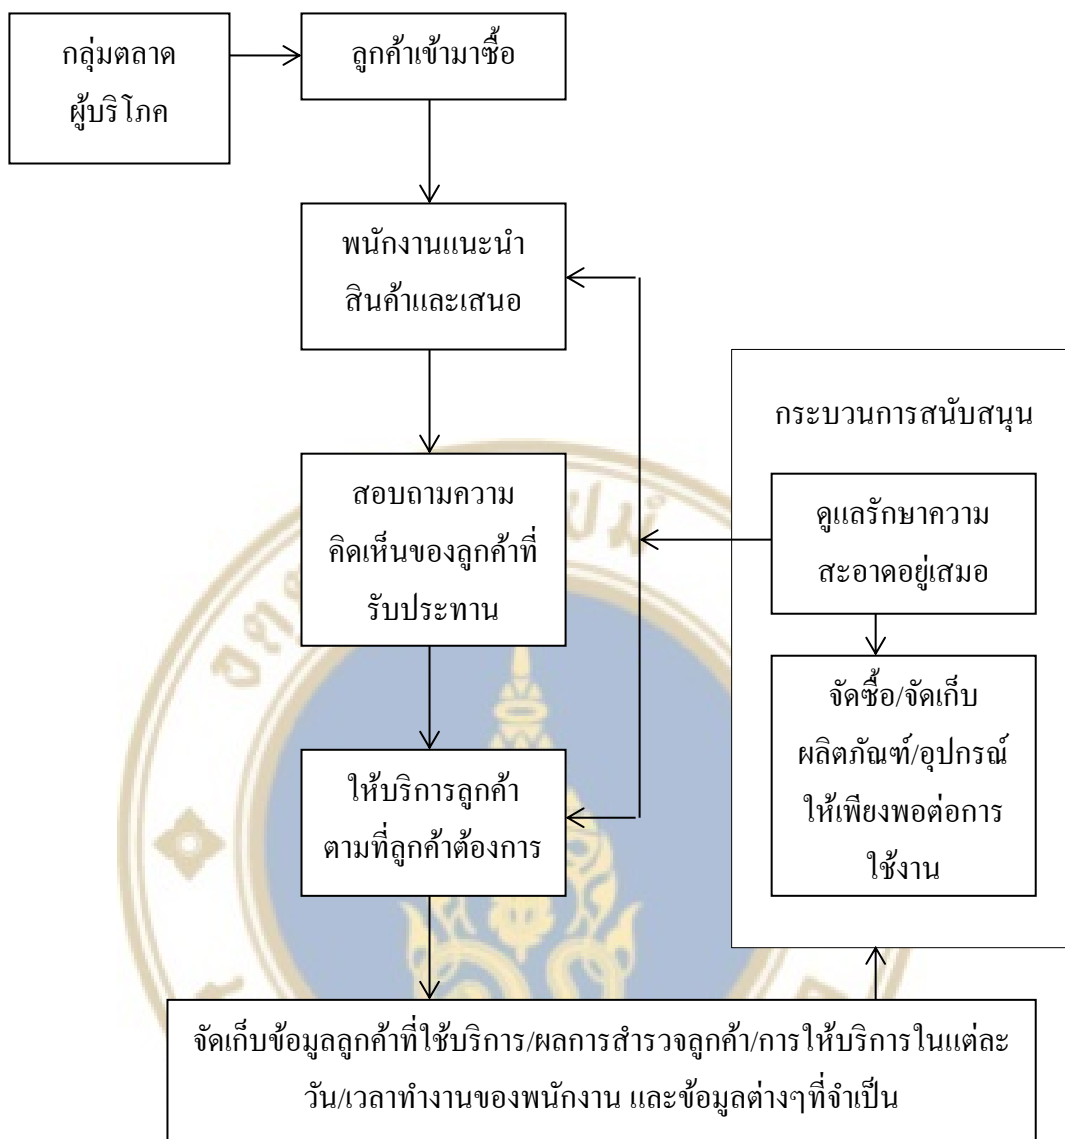 กลุ่มตลาด
ผู้บริโภค
ลูกค้าเข้ามาซื้อ
พนักงานแนะนำ
สินค้าและเสนอ
สอบถามความ
คิดเห็นของลูกค้าที่
รับประทาน
ให้บริการลูกค้า
ตามที่ลูกค้าต้องการ
กระบวนการสนับสนุน
ดูแลรักษาความ
สะอาดอยู่เสมอ
จัดซื้อ/จัดเก็บ
ผลิตภัณฑ์/อุปกรณ์
ให้เพียงพอต่อการ
ใช้งาน
จัดเก็บข้อมูลลูกค้าที่ใช้บริการ/ผลการสำรวจลูกค้า/การให้บริการในแต่ละ
วัน/เวลาทำงานของพนักงาน และข้อมูลต่างๆที่จำเป็น